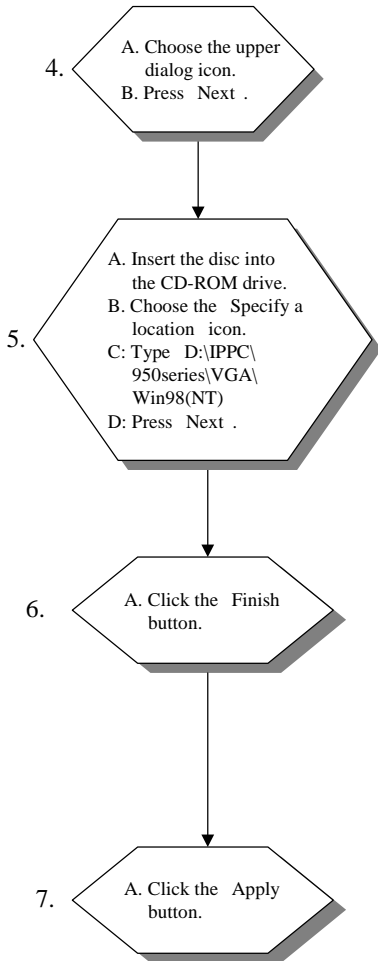 4.
A. Choose the upper
dialog icon.
B. Press Next .
5.
A. Insert the disc into
the CD-ROM drive.
B. Choose the Specify a
location icon.
C: Type D:\IPPC\
950series\VGA\
Win98(NT)
D: Press Next .
6.
A. Click the Finish
button.
7.
A. Click the Apply
button.